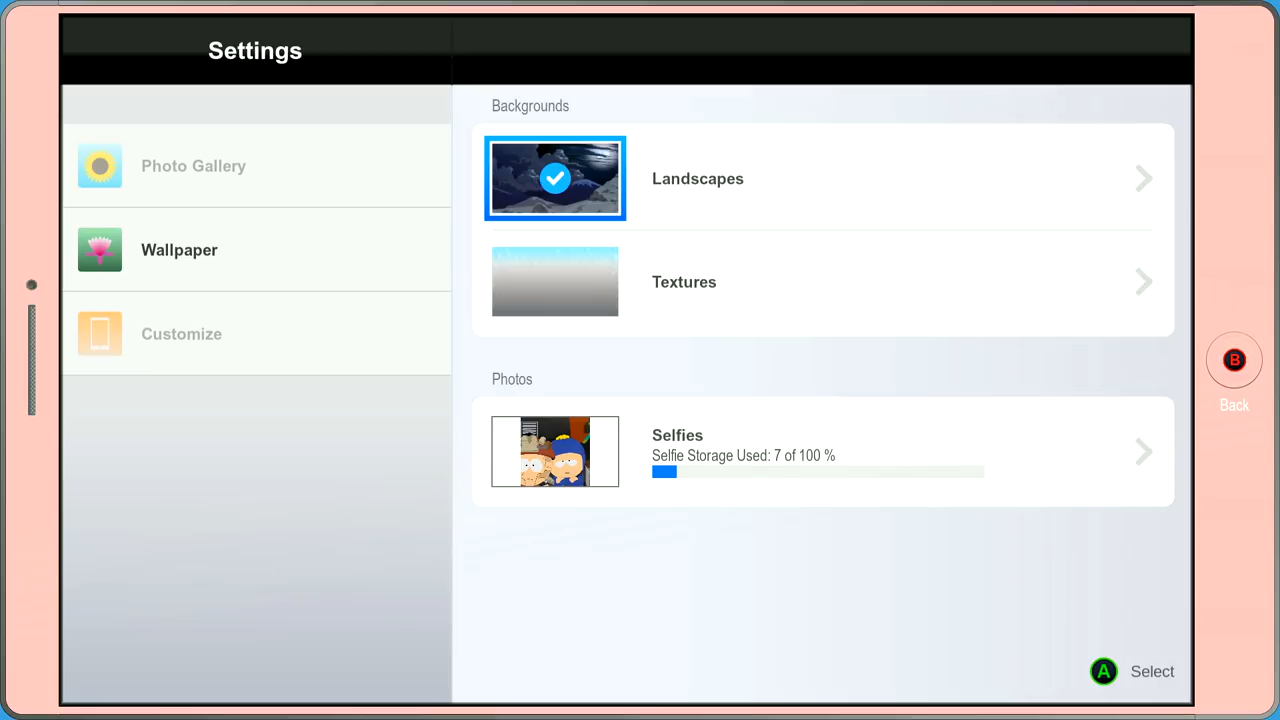 Settings
Photo Gallery
Wallpaper
Customize
Backgrounds
Landscapes
Textures
Photos
Selfies
Selfie Storage Used: 7 of 100 %
B
Back
A Select